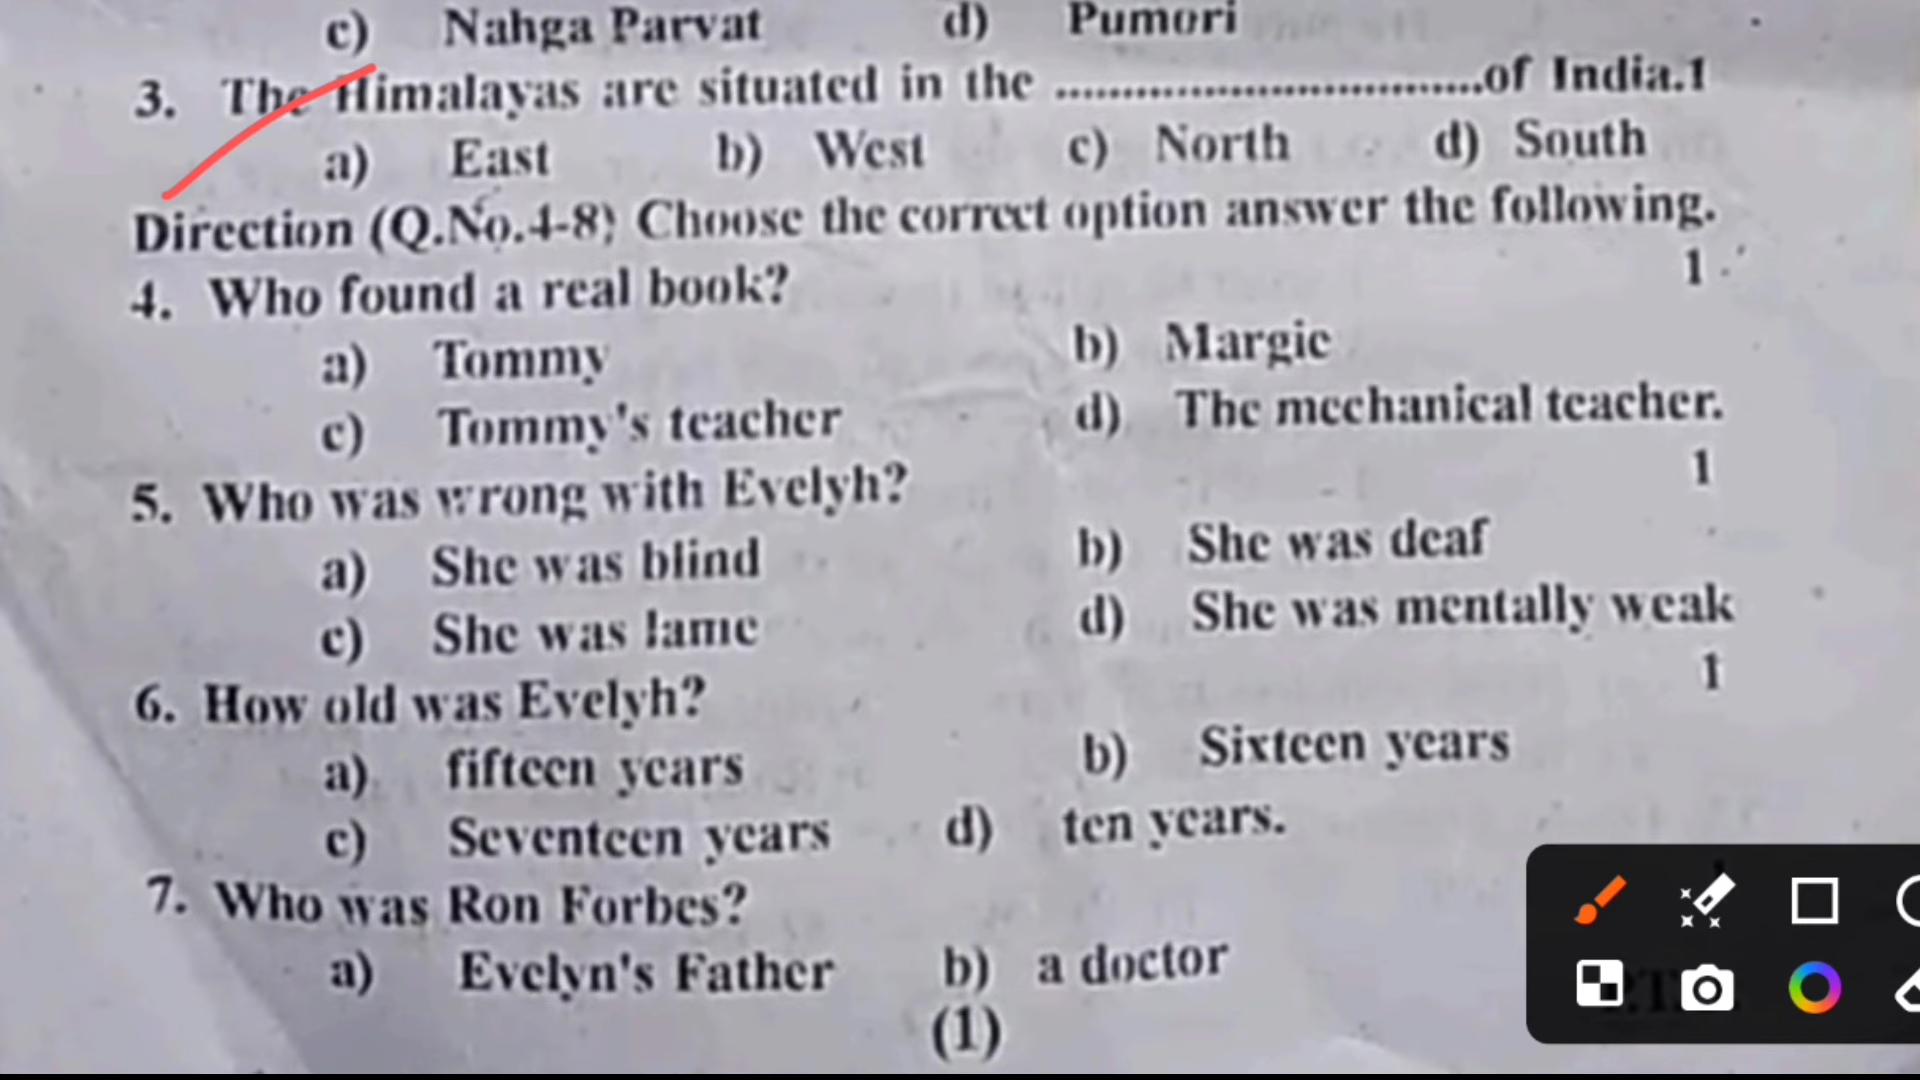 c) Nahga Parvat d) Pumori
3. The Himalayas are situated in the ................................of India.1
a) East b) West c) North d) South
Direction (Q.No.4-8) Choose the correct option answer the following.
4. Who found a real book? 1
a) Tommy b) Margie
c) Tommy's teacher d) The mechanical teacher.
5. Who was wrong with Evelyh? 1
a) She was blind b) She was deaf
c) She was lame d) She was mentally weak
6. How old was Evelyh? 1
a) fifteen years b) Sixteen years
c) Seventeen years d) ten years.
7. Who was Ron Forbes?
a) Evelyn's Father b) a doctor
(1)